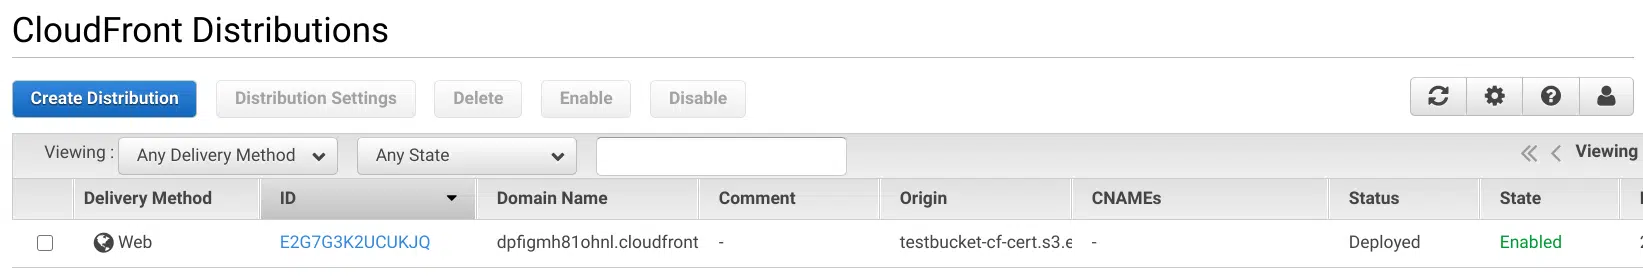 CloudFront Distributions
Create Distribution Distribution Settings Delete Enable Disable
Viewing : Any Delivery Method Any State Viewing
Delivery Method ID Domain Name Comment Origin CNAMEs Status State
Web E2G7G3K2UCUKJQ dpfigmh81ohnl.cloudfront - testbucket-cf-cert.s3.e - Deployed Enabled